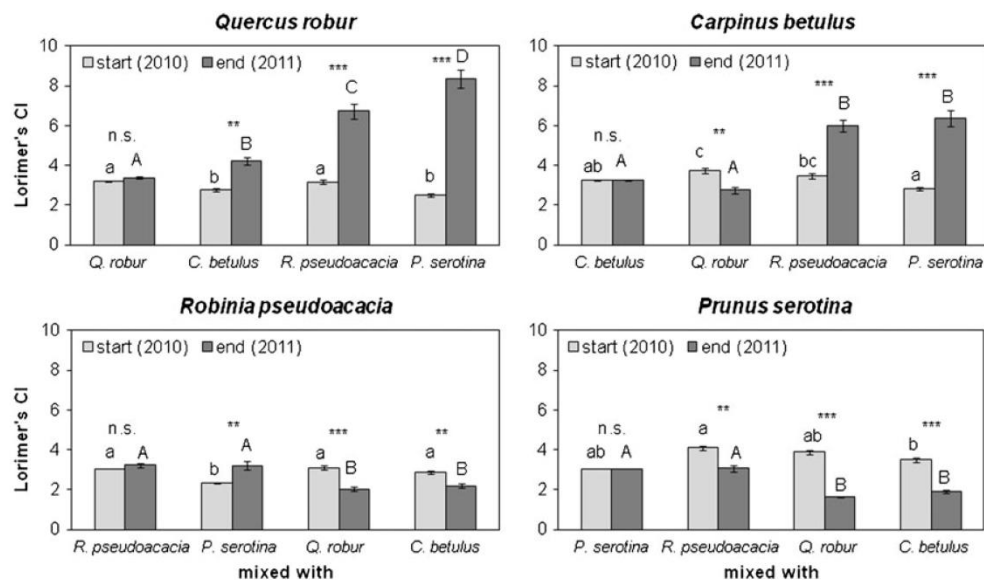 Quercus robur
Lorimer's CI
10
8
6
4
2
0
start (2010) end (2011)
n.s. ** *** ***
a A b B a C b D
Q. robur C. betulus R. pseudoacacia P. serotina
Carpinus betulus
10
8
6
4
2
0
start (2010) end (2011)
n.s. ** *** ***
ab A c A bc B a B
C. betulus Q. robur R. pseudoacacia P. serotina
Robinia pseudoacacia
Lorimer's CI
10
8
6
4
2
0
start (2010) end (2011)
n.s. ** *** **
a A b A a B a B
R. pseudoacacia P. serotina Q. robur C. betulus
mixed with
Prunus serotina
10
8
6
4
2
0
start (2010) end (2011)
n.s. ** *** ***
ab A a A ab B b B
P. serotina R. pseudoacacia Q. robur C. betulus
mixed with